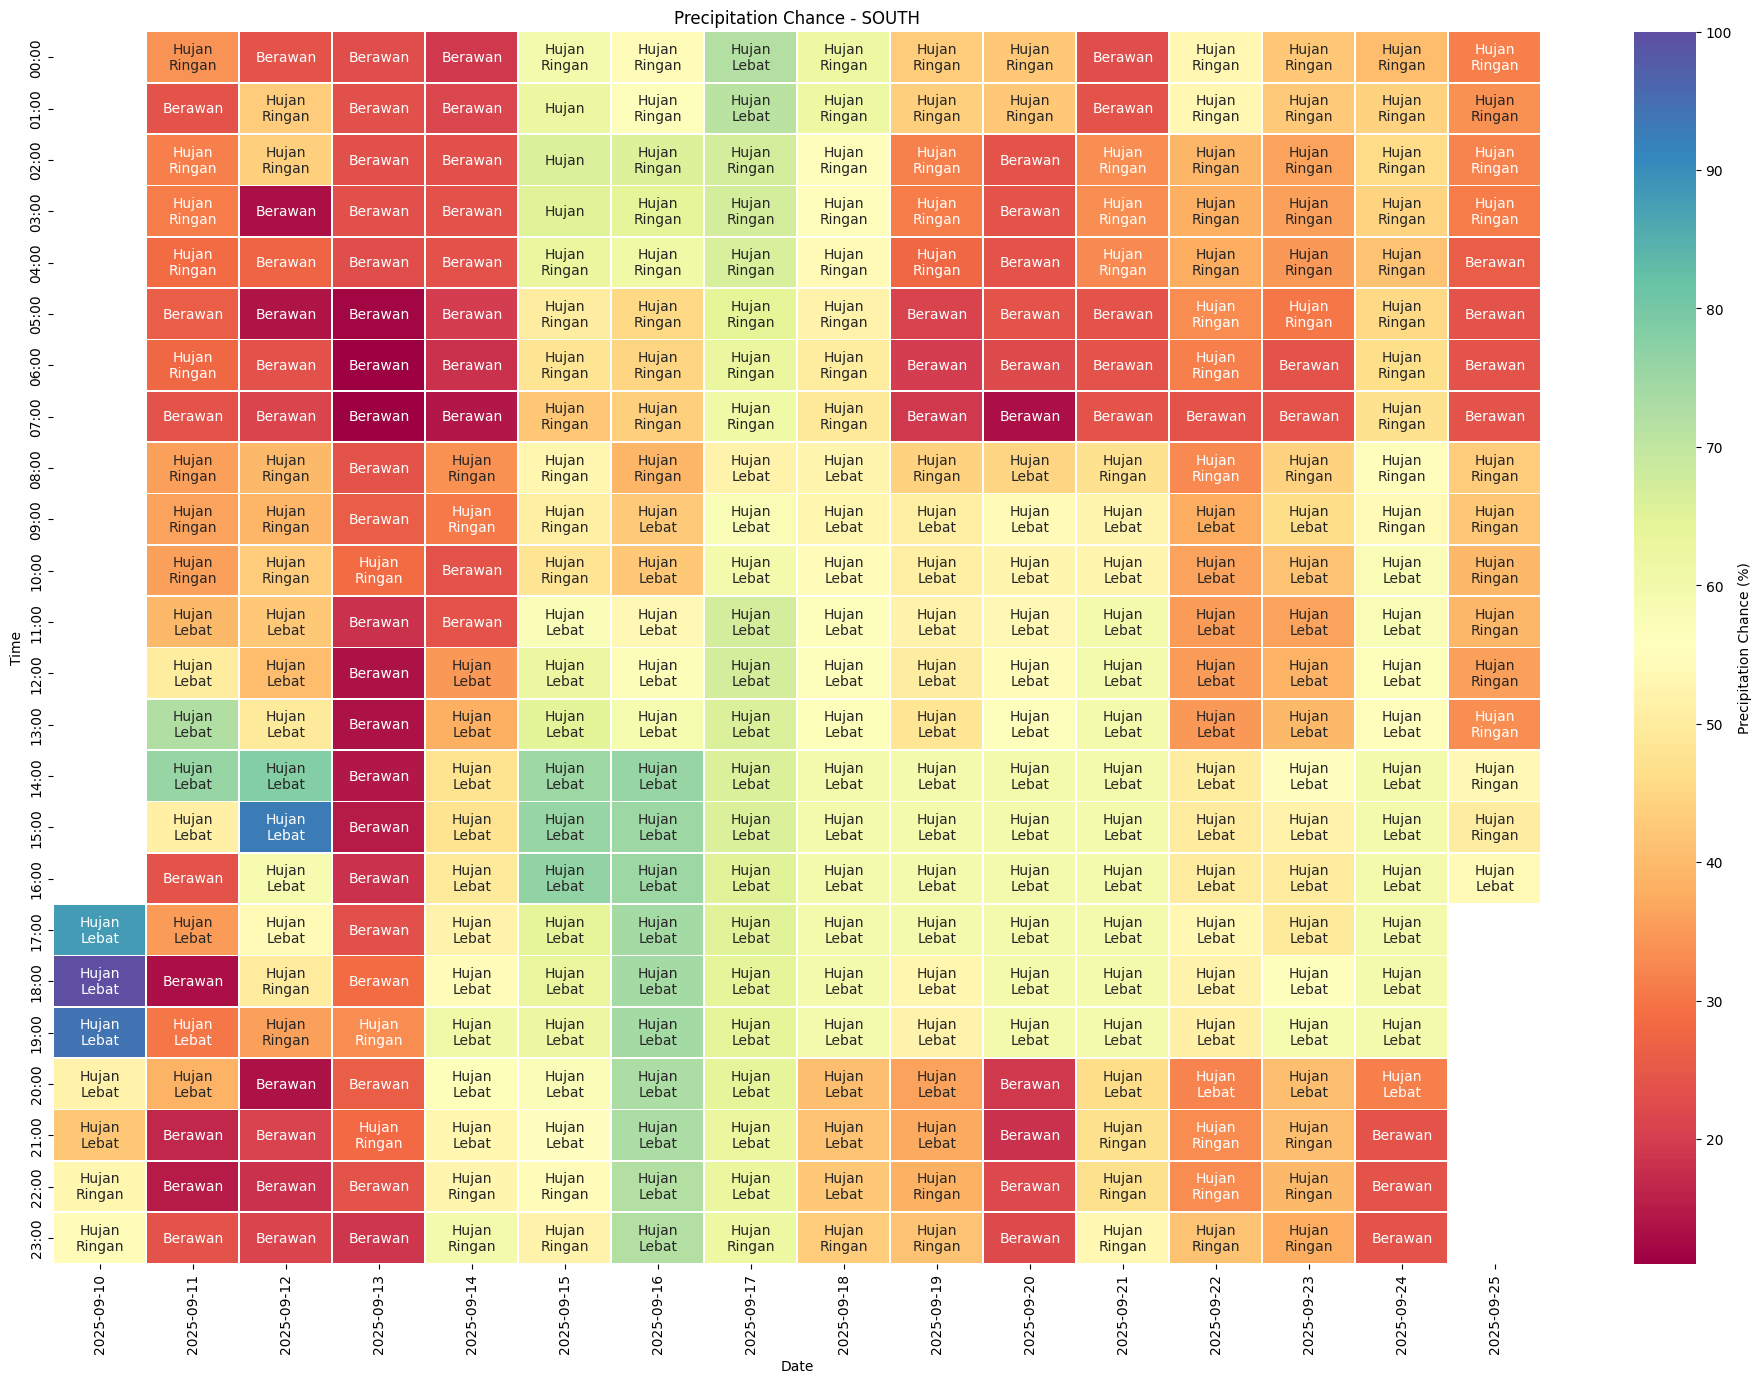 Precipitation Chance - SOUTH
00:00 Hujan Ringan Berawan Berawan Berawan Hujan Ringan Hujan Ringan Hujan Lebat Hujan Ringan Hujan Ringan Hujan Ringan Berawan Hujan Ringan Hujan Ringan Hujan Ringan Hujan Ringan
01:00 Berawan Hujan Ringan Berawan Berawan Hujan Hujan Ringan Hujan Lebat Hujan Ringan Hujan Ringan Hujan Ringan Berawan Hujan Ringan Hujan Ringan Hujan Ringan Hujan Ringan
02:00 Hujan Ringan Hujan Ringan Berawan Berawan Hujan Hujan Ringan Hujan Ringan Hujan Ringan Hujan Ringan Berawan Hujan Ringan Hujan Ringan Hujan Ringan Hujan Ringan Hujan Ringan
03:00 Hujan Ringan Berawan Berawan Berawan Hujan Hujan Ringan Hujan Ringan Hujan Ringan Hujan Ringan Berawan Hujan Ringan Hujan Ringan Hujan Ringan Hujan Ringan Hujan Ringan
04:00 Hujan Ringan Berawan Berawan Berawan Hujan Ringan Hujan Ringan Hujan Ringan Hujan Ringan Hujan Ringan Berawan Hujan Ringan Hujan Ringan Hujan Ringan Hujan Ringan Berawan
05:00 Berawan Berawan Berawan Berawan Hujan Ringan Hujan Ringan Hujan Ringan Hujan Ringan Berawan Berawan Berawan Hujan Ringan Hujan Ringan Hujan Ringan Berawan
06:00 Hujan Ringan Berawan Berawan Berawan Hujan Ringan Hujan Ringan Hujan Ringan Hujan Ringan Berawan Berawan Berawan Hujan Ringan Berawan Hujan Ringan Berawan
07:00 Berawan Berawan Berawan Berawan Hujan Ringan Hujan Ringan Hujan Ringan Hujan Ringan Berawan Berawan Berawan Berawan Berawan Hujan Ringan Berawan
08:00 Hujan Ringan Hujan Ringan Berawan Hujan Ringan Hujan Ringan Hujan Ringan Hujan Lebat Hujan Lebat Hujan Ringan Hujan Lebat Hujan Ringan Hujan Ringan Hujan Ringan Hujan Ringan Hujan Ringan
09:00 Hujan Ringan Hujan Ringan Berawan Hujan Ringan Hujan Ringan Hujan Lebat Hujan Lebat Hujan Lebat Hujan Lebat Hujan Lebat Hujan Lebat Hujan Lebat Hujan Lebat Hujan Ringan Hujan Ringan
10:00 Hujan Ringan Hujan Ringan Hujan Ringan Berawan Hujan Ringan Hujan Lebat Hujan Lebat Hujan Lebat Hujan Lebat Hujan Lebat Hujan Lebat Hujan Lebat Hujan Lebat Hujan Lebat Hujan Ringan
11:00 Hujan Lebat Hujan Lebat Berawan Berawan Hujan Lebat Hujan Lebat Hujan Lebat Hujan Lebat Hujan Lebat Hujan Lebat Hujan Lebat Hujan Lebat Hujan Lebat Hujan Lebat Hujan Ringan
12:00 Hujan Lebat Hujan Lebat Berawan Hujan Lebat Hujan Lebat Hujan Lebat Hujan Lebat Hujan Lebat Hujan Lebat Hujan Lebat Hujan Lebat Hujan Lebat Hujan Lebat Hujan Lebat Hujan Ringan
13:00 Hujan Lebat Hujan Lebat Berawan Hujan Lebat Hujan Lebat Hujan Lebat Hujan Lebat Hujan Lebat Hujan Lebat Hujan Lebat Hujan Lebat Hujan Lebat Hujan Lebat Hujan Lebat Hujan Ringan
14:00 Hujan Lebat Hujan Lebat Berawan Hujan Lebat Hujan Lebat Hujan Lebat Hujan Lebat Hujan Lebat Hujan Lebat Hujan Lebat Hujan Lebat Hujan Lebat Hujan Lebat Hujan Lebat Hujan Ringan
15:00 Hujan Lebat Hujan Lebat Berawan Hujan Lebat Hujan Lebat Hujan Lebat Hujan Lebat Hujan Lebat Hujan Lebat Hujan Lebat Hujan Lebat Hujan Lebat Hujan Lebat Hujan Lebat Hujan Ringan
16:00 Berawan Hujan Lebat Berawan Hujan Lebat Hujan Lebat Hujan Lebat Hujan Lebat Hujan Lebat Hujan Lebat Hujan Lebat Hujan Lebat Hujan Lebat Hujan Lebat Hujan Lebat Hujan Lebat
17:00 Hujan Lebat Hujan Lebat Hujan Lebat Berawan Hujan Lebat Hujan Lebat Hujan Lebat Hujan Lebat Hujan Lebat Hujan Lebat Hujan Lebat Hujan Lebat Hujan Lebat Hujan Lebat Hujan Lebat
18:00 Hujan Lebat Berawan Hujan Ringan Berawan Hujan Lebat Hujan Lebat Hujan Lebat Hujan Lebat Hujan Lebat Hujan Lebat Hujan Lebat Hujan Lebat Hujan Lebat Hujan Lebat Hujan Lebat
19:00 Hujan Lebat Hujan Lebat Hujan Ringan Hujan Ringan Hujan Lebat Hujan Lebat Hujan Lebat Hujan Lebat Hujan Lebat Hujan Lebat Hujan Lebat Hujan Lebat Hujan Lebat Hujan Lebat Hujan Lebat
20:00 Hujan Lebat Hujan Lebat Berawan Berawan Hujan Lebat Hujan Lebat Hujan Lebat Hujan Lebat Hujan Lebat Hujan Lebat Berawan Hujan Lebat Hujan Lebat Hujan Lebat Hujan Lebat
21:00 Hujan Lebat Berawan Berawan Hujan Ringan Hujan Lebat Hujan Lebat Hujan Lebat Hujan Lebat Hujan Lebat Hujan Lebat Berawan Hujan Ringan Hujan Ringan Hujan Ringan Berawan
22:00 Hujan Ringan Berawan Berawan Berawan Hujan Ringan Hujan Ringan Hujan Lebat Hujan Lebat Hujan Lebat Hujan Ringan Berawan Hujan Ringan Hujan Ringan Hujan Ringan Berawan
23:00 Hujan Ringan Berawan Berawan Berawan Hujan Ringan Hujan Ringan Hujan Lebat Hujan Ringan Hujan Ringan Hujan Ringan Berawan Hujan Ringan Hujan Ringan Hujan Ringan Berawan
Time
2025-09-10 2025-09-11 2025-09-12 2025-09-13 2025-09-14 2025-09-15 2025-09-16 2025-09-17 2025-09-18 2025-09-19 2025-09-20 2025-09-21 2025-09-22 2025-09-23 2025-09-24 2025-09-25
Date
100
90
80
70
60
50
40
30
20
Precipitation Chance (%)